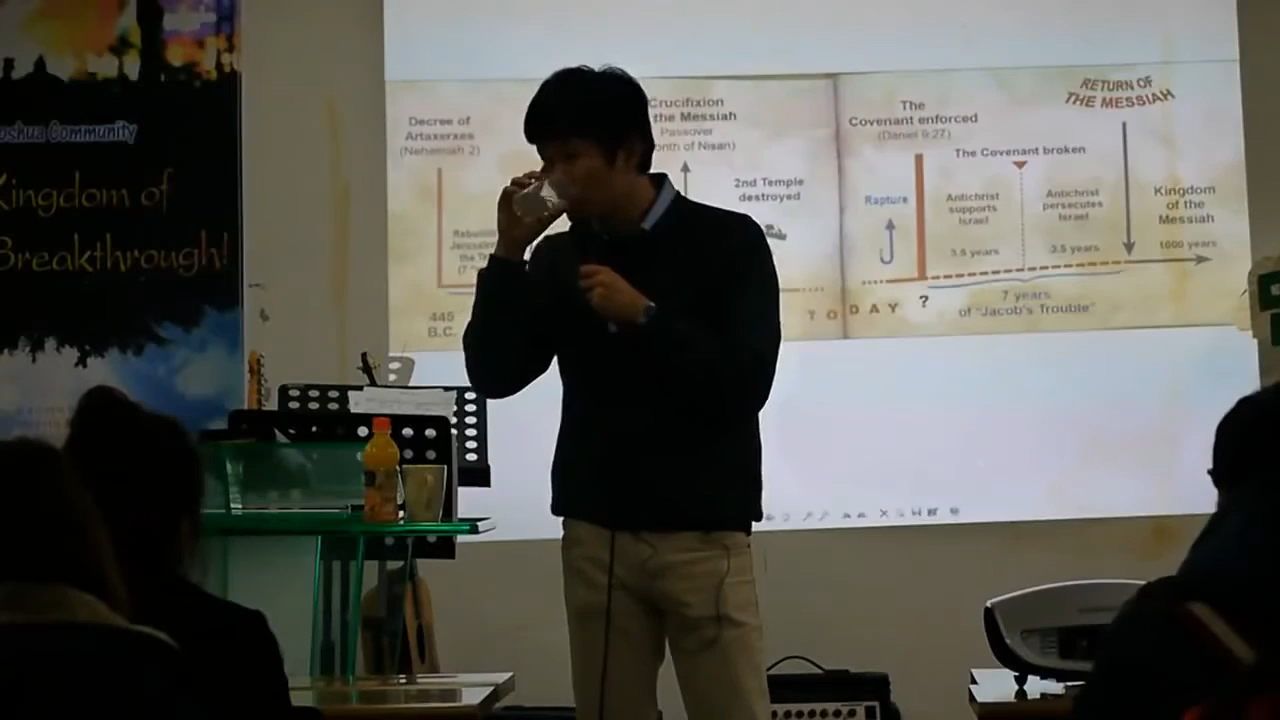 oshua Community
Kingdom of
Breakthrough!
Decree of
Artaxerxes
(Nehemiah 2)
445
B.C.
Crucifixion
the Messiah
Passover
onth of Nisan)
2nd Temple
destroyed
TODAY ?
The
Covenant enforced
(Daniel 9:27)
Rapture
The Covenant broken
Antichrist
supports
Israel
3.5 years
Antichrist
persecutes
Israel
3.5 years
7 years
of "Jacob's Trouble"
RETURN OF
THE MESSIAH
Kingdom
of the
Messiah
1000 years